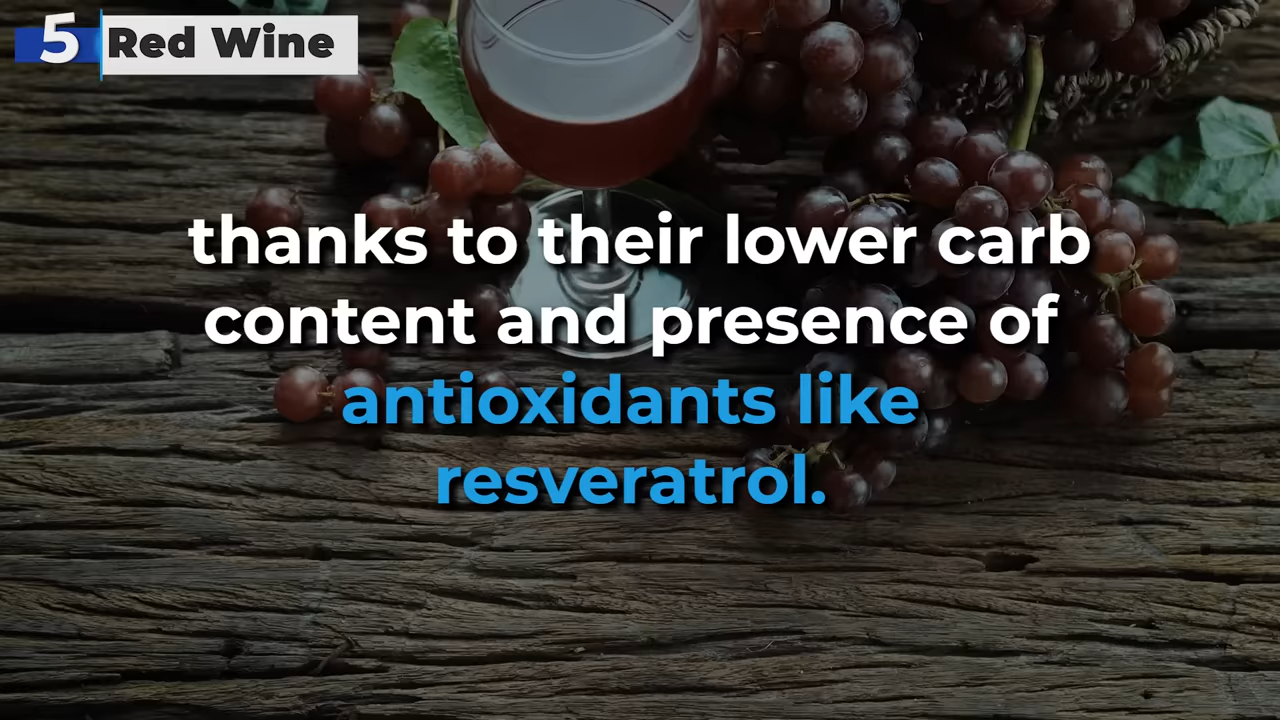 5 Red Wine
thanks to their lower carb
content and presence of
antioxidants like
resveratrol.